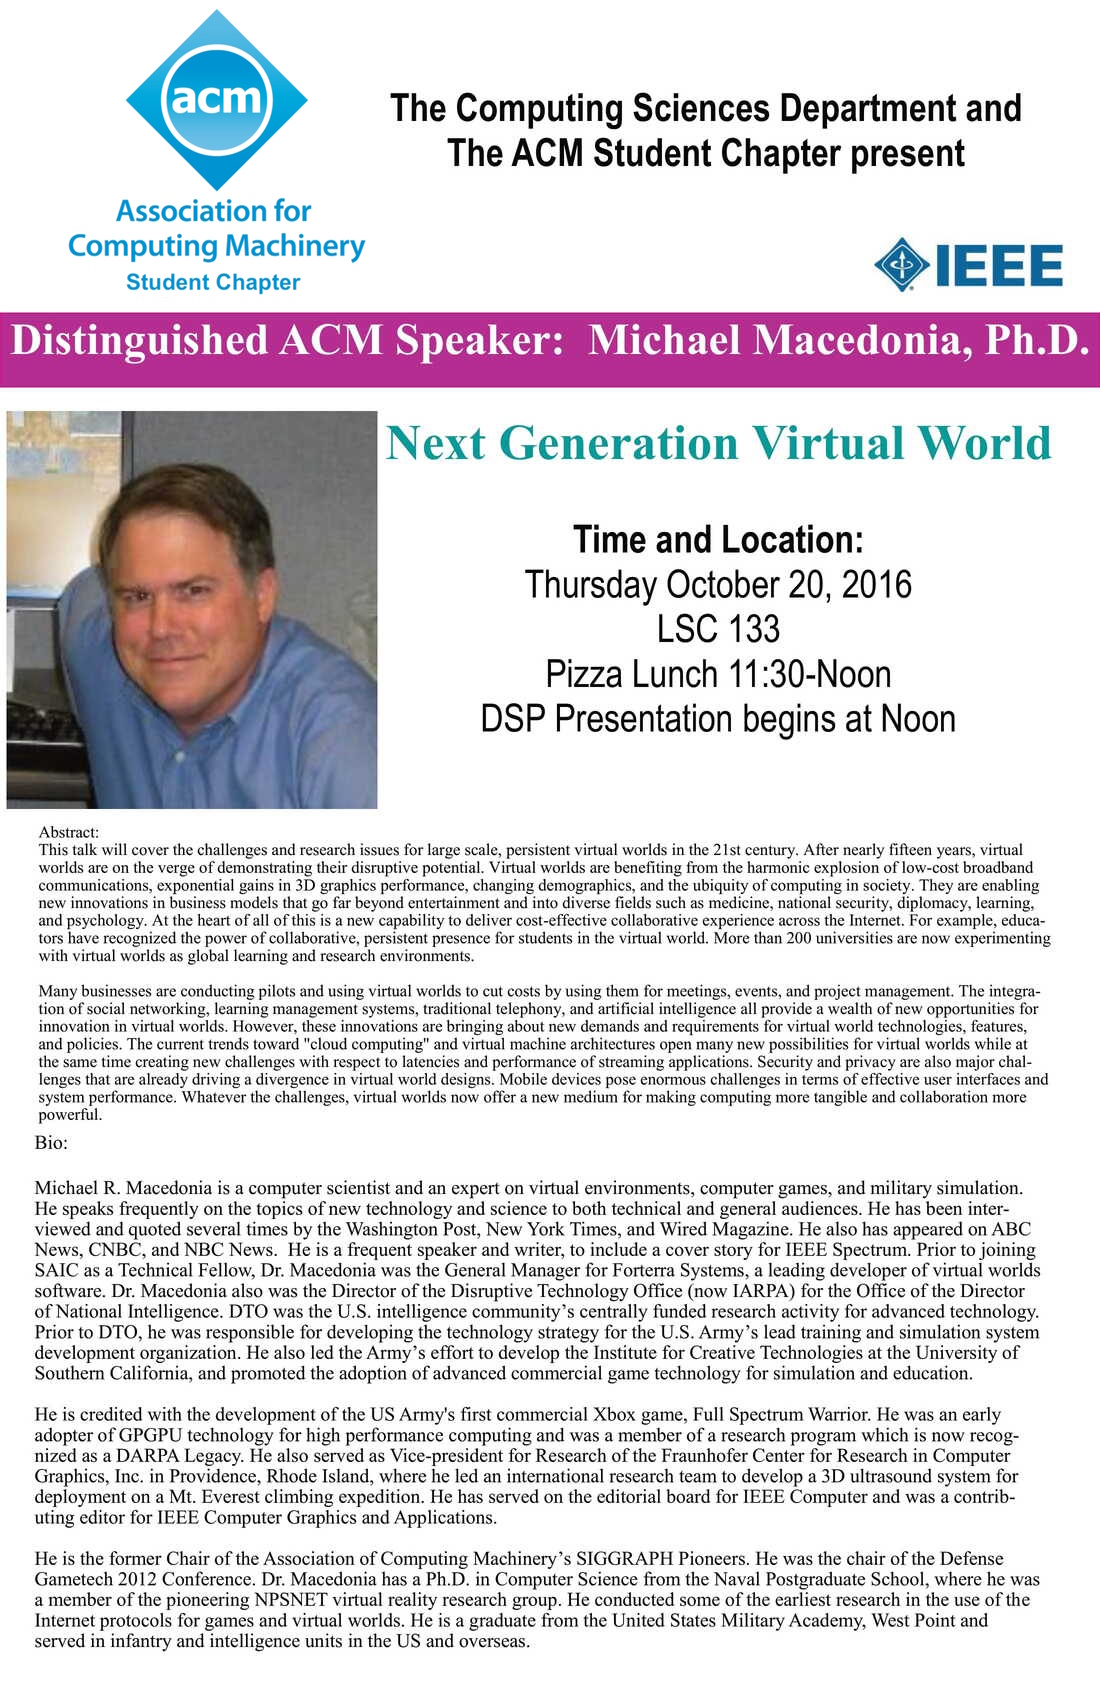 acm
Association for
Computing Machinery
Student Chapter
The Computing Sciences Department and
The ACM Student Chapter present
IEEE
Distinguished ACM Speaker:  Michael Macedonia, Ph.D.
Next Generation Virtual World
Time and Location:
Thursday October 20, 2016
LSC 133
Pizza Lunch 11:30-Noon
DSP Presentation begins at Noon
Abstract:
This talk will cover the challenges and research issues for large scale, persistent virtual worlds in the 21st century. After nearly fifteen years, virtual
worlds are on the verge of demonstrating their disruptive potential. Virtual worlds are benefiting from the harmonic explosion of low-cost broadband
communications, exponential gains in 3D graphics performance, changing demographics, and the ubiquity of computing in society. They are enabling
new innovations in business models that go far beyond entertainment and into diverse fields such as medicine, national security, diplomacy, learning,
and psychology. At the heart of all of this is a new capability to deliver cost-effective collaborative experience across the Internet. For example, educa-
tors have recognized the power of collaborative, persistent presence for students in the virtual world. More than 200 universities are now experimenting
with virtual worlds as global learning and research environments.
Many businesses are conducting pilots and using virtual worlds to cut costs by using them for meetings, events, and project management. The integra-
tion of social networking, learning management systems, traditional telephony, and artificial intelligence all provide a wealth of new opportunities for
innovation in virtual worlds. However, these innovations are bringing about new demands and requirements for virtual world technologies, features,
and policies. The current trends toward "cloud computing" and virtual machine architectures open many new possibilities for virtual worlds while at
the same time creating new challenges with respect to latencies and performance of streaming applications. Security and privacy are also major chal-
lenges that are already driving a divergence in virtual world designs. Mobile devices pose enormous challenges in terms of effective user interfaces and
system performance. Whatever the challenges, virtual worlds now offer a new medium for making computing more tangible and collaboration more
powerful.
Bio:
Michael R. Macedonia is a computer scientist and an expert on virtual environments, computer games, and military simulation.
He speaks frequently on the topics of new technology and science to both technical and general audiences. He has been inter-
viewed and quoted several times by the Washington Post, New York Times, and Wired Magazine. He also has appeared on ABC
News, CNBC, and NBC News.  He is a frequent speaker and writer, to include a cover story for IEEE Spectrum. Prior to joining
SAIC as a Technical Fellow, Dr. Macedonia was the General Manager for Forterra Systems, a leading developer of virtual worlds
software. Dr. Macedonia also was the Director of the Disruptive Technology Office (now IARPA) for the Office of the Director
of National Intelligence. DTO was the U.S. intelligence community’s centrally funded research activity for advanced technology.
Prior to DTO, he was responsible for developing the technology strategy for the U.S. Army’s lead training and simulation system
development organization. He also led the Army’s effort to develop the Institute for Creative Technologies at the University of
Southern California, and promoted the adoption of advanced commercial game technology for simulation and education.
He is credited with the development of the US Army's first commercial Xbox game, Full Spectrum Warrior. He was an early
adopter of GPGPU technology for high performance computing and was a member of a research program which is now recog-
nized as a DARPA Legacy. He also served as Vice-president for Research of the Fraunhofer Center for Research in Computer
Graphics, Inc. in Providence, Rhode Island, where he led an international research team to develop a 3D ultrasound system for
deployment on a Mt. Everest climbing expedition. He has served on the editorial board for IEEE Computer and was a contrib-
uting editor for IEEE Computer Graphics and Applications.
He is the former Chair of the Association of Computing Machinery’s SIGGRAPH Pioneers. He was the chair of the Defense
Gametech 2012 Conference. Dr. Macedonia has a Ph.D. in Computer Science from the Naval Postgraduate School, where he was
a member of the pioneering NPSNET virtual reality research group. He conducted some of the earliest research in the use of the
Internet protocols for games and virtual worlds. He is a graduate from the United States Military Academy, West Point and
served in infantry and intelligence units in the US and overseas.